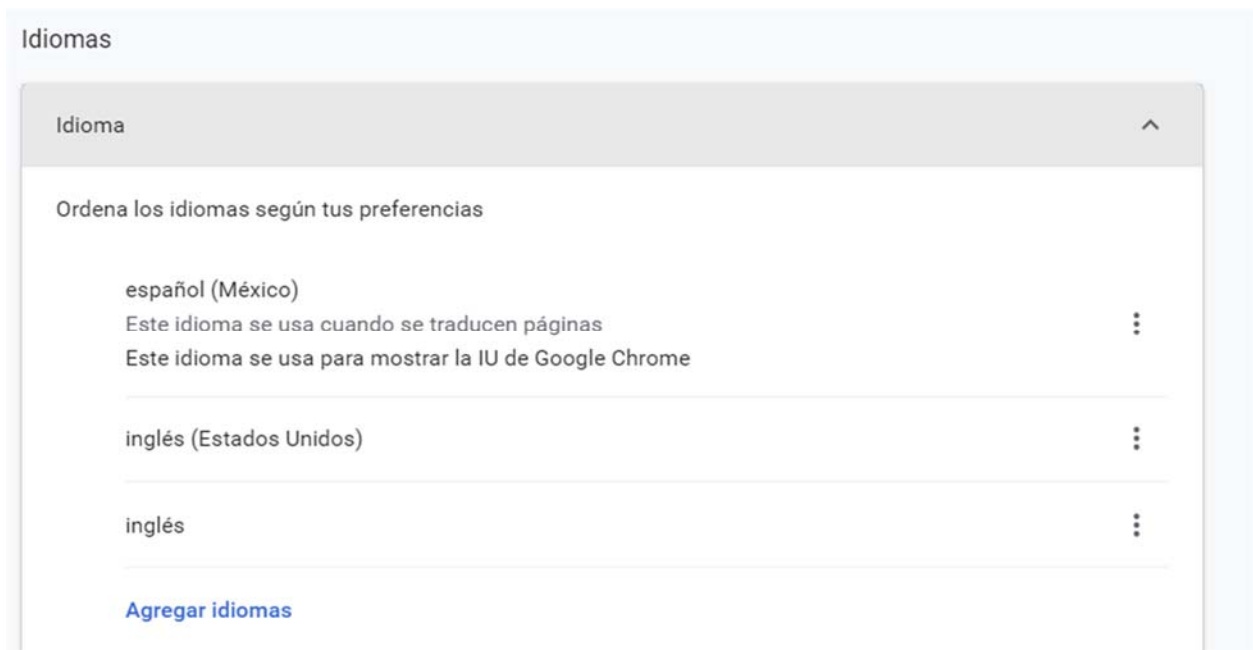 Idiomas
Idioma
Ordena los idiomas según tus preferencias
español (México)
Este idioma se usa cuando se traducen páginas
Este idioma se usa para mostrar la IU de Google Chrome
inglés (Estados Unidos)
inglés
Agregar idiomas